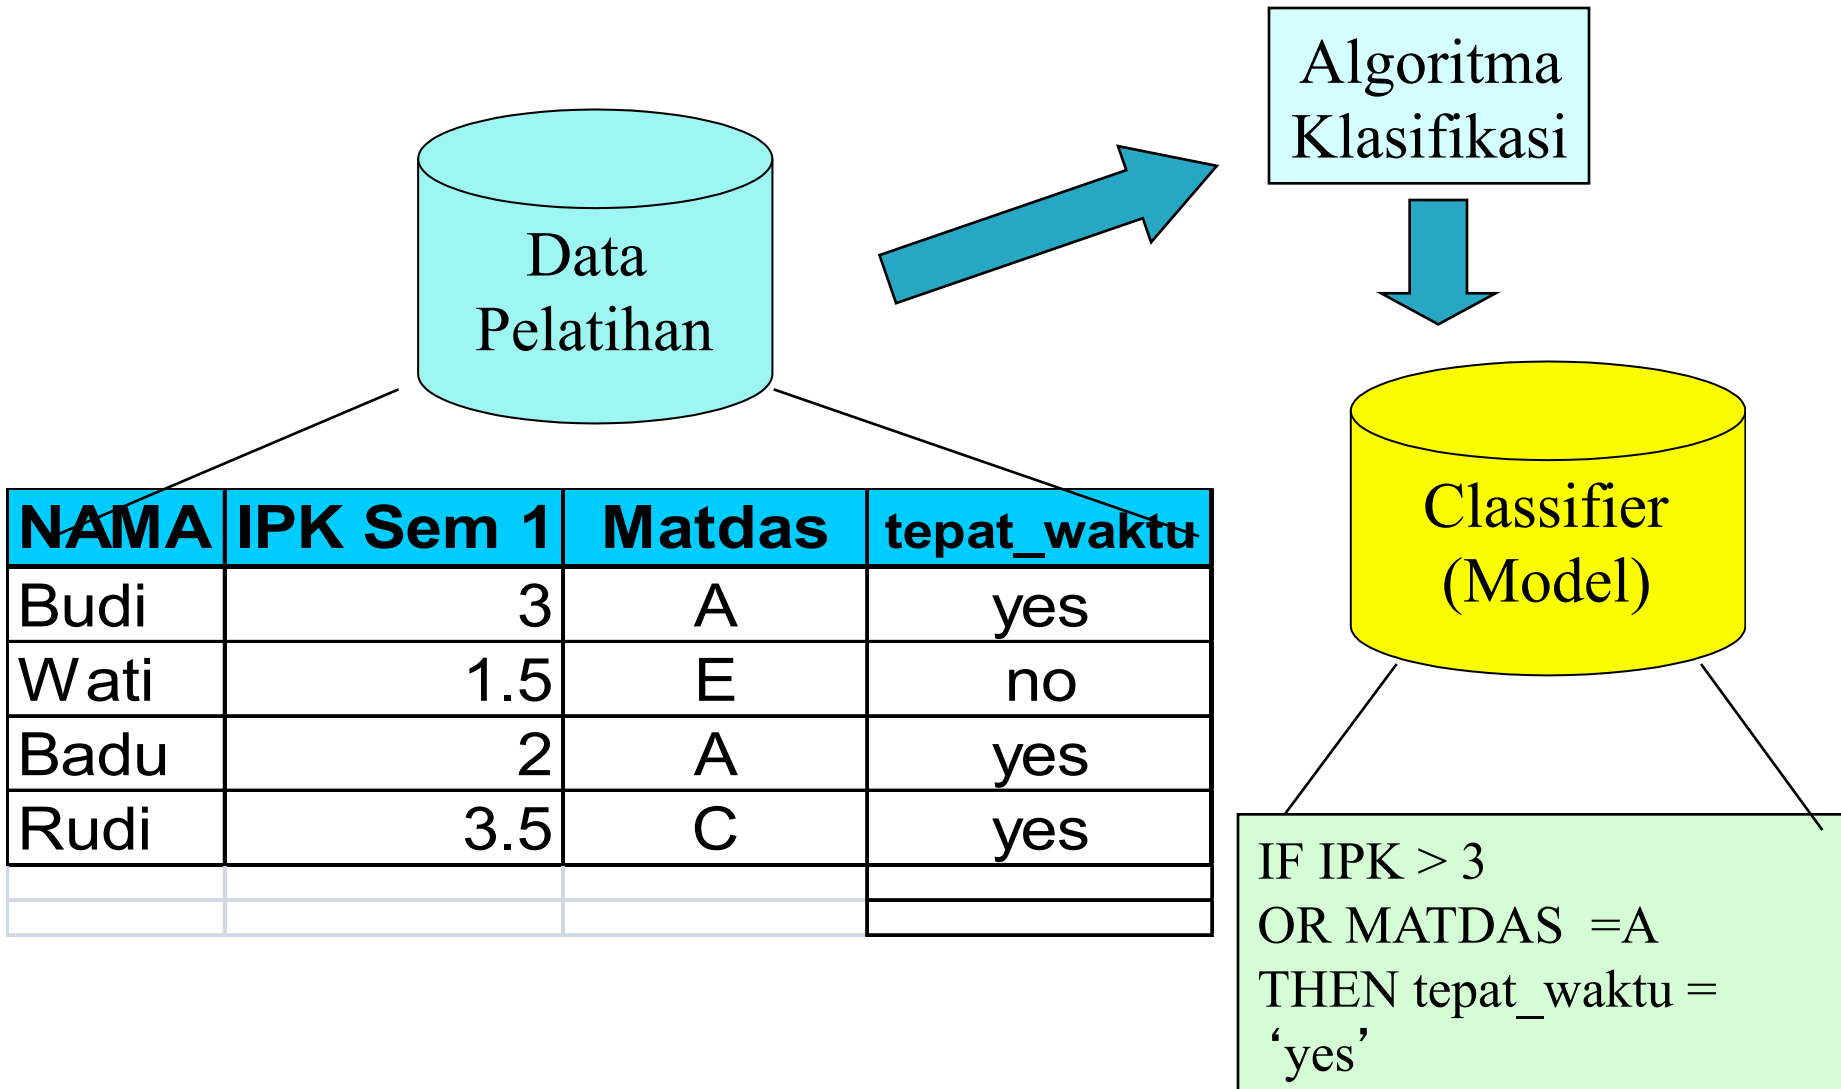 Algoritma
Klasifikasi
Data
Pelatihan
NAMA IPK Sem 1 Matdas tepat_waktu
Budi 3 A yes
Wati 1.5 E no
Badu 2 A yes
Rudi 3.5 C yes
Classifier
(Model)
IF IPK > 3
OR MATDAS =A
THEN tepat_waktu =
‘yes’